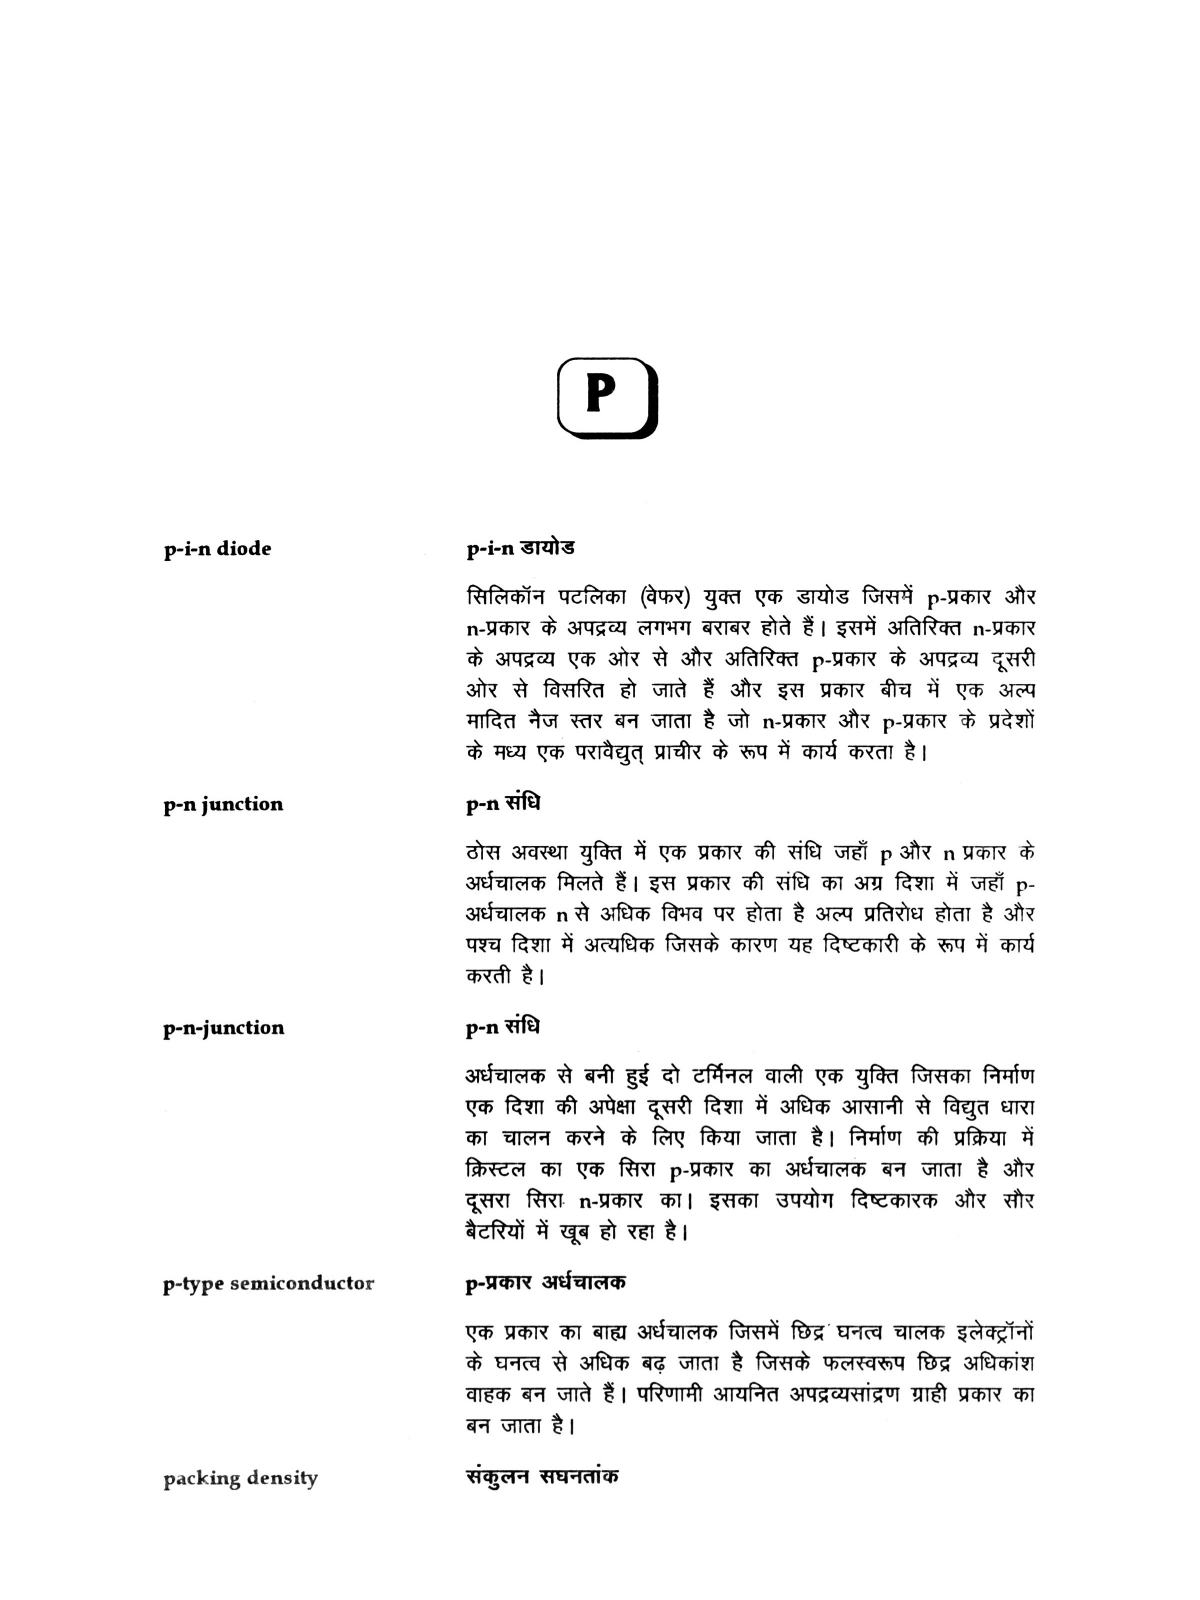 P
p-i-n diode
p-i-n डायोड
सिलिकॉन पटलिका (वेफर) युक्त एक डायोड जिसमें p-प्रकार और
n-प्रकार के अपद्रव्य लगभग बराबर होते हैं। इसमें अतिरिक्त n-प्रकार
के अपद्रव्य एक ओर से और अतिरिक्त p-प्रकार के अपद्रव्य दूसरी
ओर से विसरित हो जाते हैं और इस प्रकार बीच में एक अल्प
मादित नैज स्तर बन जाता है जो n-प्रकार और p-प्रकार के प्रदेशों
के मध्य एक परावैद्युत् प्राचीर के रूप में कार्य करता है।
p-n junction
p-n संधि
ठोस अवस्था युक्ति में एक प्रकार की संधि जहाँ p और n प्रकार के
अर्धचालक मिलते हैं। इस प्रकार की संधि का अग्र दिशा में जहाँ p-
अर्धचालक n से अधिक विभव पर होता है अल्प प्रतिरोध होता है और
पश्च दिशा में अत्यधिक जिसके कारण यह दिष्टकारी के रूप में कार्य
करती है।
p-n-junction
p-n संधि
अर्धचालक से बनी हुई दो टर्मिनल वाली एक युक्ति जिसका निर्माण
एक दिशा की अपेक्षा दूसरी दिशा में अधिक आसानी से विद्युत धारा
का चालन करने के लिए किया जाता है। निर्माण की प्रक्रिया में
क्रिस्टल का एक सिरा p-प्रकार का अर्धचालक बन जाता है और
दूसरा सिरा n-प्रकार का। इसका उपयोग दिष्टकारक और सौर
बैटरियों में खूब हो रहा है।
p-type semiconductor
p-प्रकार अर्धचालक
एक प्रकार का बाह्य अर्धचालक जिसमें छिद्र घनत्व चालक इलेक्ट्रॉनों
के घनत्व से अधिक बढ़ जाता है जिसके फलस्वरूप छिद्र अधिकांश
वाहक बन जाते हैं। परिणामी आयनित अपद्रव्यसांद्रण ग्राही प्रकार का
बन जाता है।
packing density
संकुलन सघनतांक